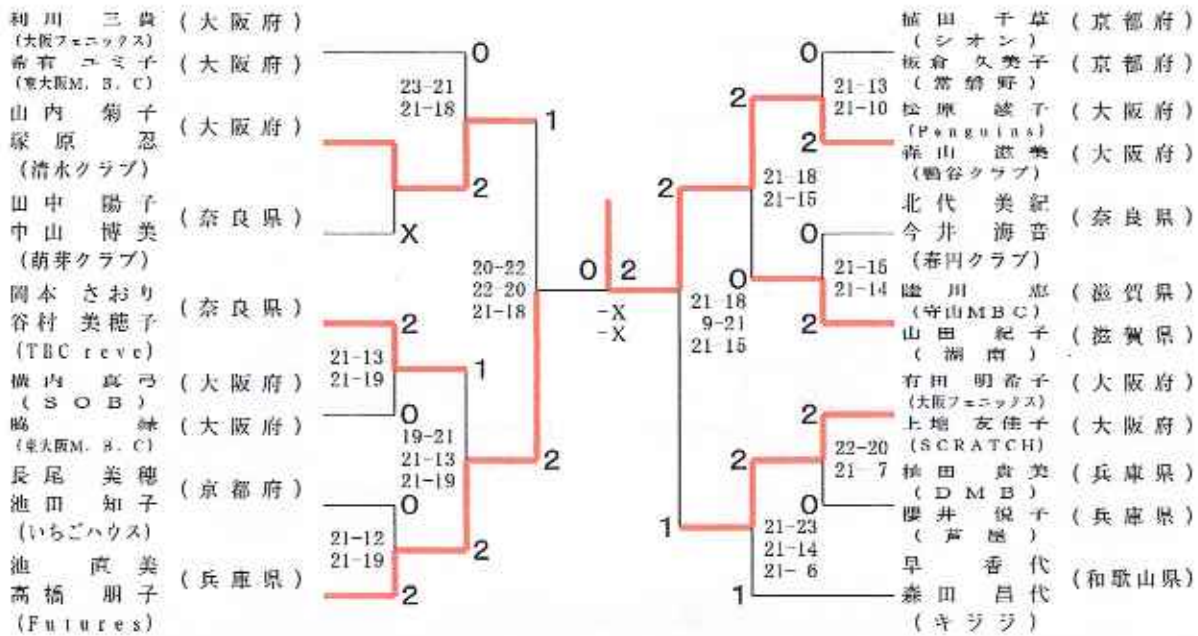 利川 三貴 (大阪府)
(大阪フェニックス)
希有 ユミ子 (大阪府)
(東大阪M.S.C)
山内 菊子
塚原 忍
(大阪府)
(清水クラブ)
田中 陽子
中山 博美
(奈良県)
(萌芽クラブ)
岡本 さおり
谷村 美穂子
(奈良県)
(TBC reve)
横内 真弓 (大阪府)
(SOB)
脇 緑 (大阪府)
(東大阪M.S.C)
長尾 美穂
池田 知子
(京都府)
(いちごハウス)
池 直美
高橋 朋子
(兵庫県)
(Futures)
0
23-21
21-18
1
2
X
20-22
22-20
21-18
2
21-13
21-19
1
0
19-21
21-13
21-19
2
0
21-12
21-19
2
2
0 2
-X
-X
0
21-13
21-10
2
2
21-18
21-15
2
0
21-15
21-14
0
2
21-18
9-21
21-15
2
22-20
21- 7
2
0
1
21-23
21-14
21- 6
1
植田 千草 (京都府)
(シオン)
板倉 久美子 (京都府)
(常磐野)
松原 綾子 (大阪府)
(Penguins)
森山 滋美 (大阪府)
(鴨谷クラブ)
北代 美紀
今井 海音
(奈良県)
(春円クラブ)
川 恵 (滋賀県)
(守山MBC)
山田 紀子 (滋賀県)
(湖南)
有田 明希子 (大阪府)
(大阪フェニックス)
上地 友佳子 (大阪府)
(SCRATCH)
植田 貴美 (兵庫県)
(DMB)
櫻井 悦子 (兵庫県)
(芦屋)
早 香代
森田 昌代
(和歌山県)
(キジジ)